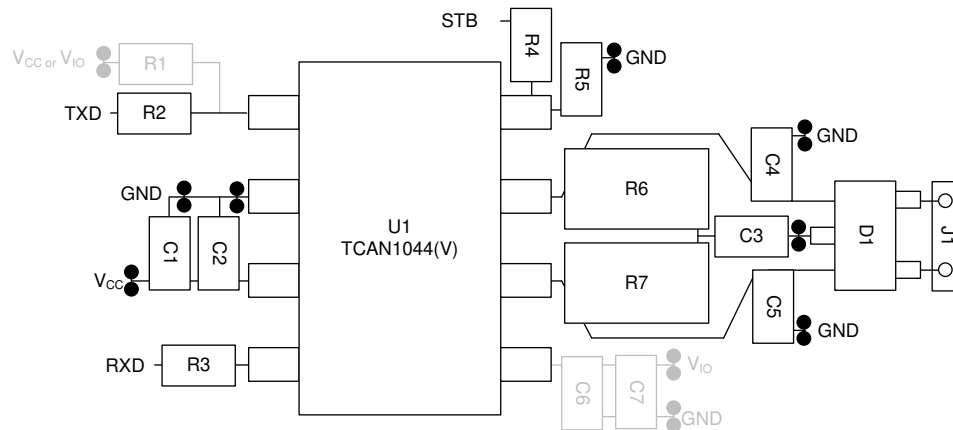 STB
R4
R5
GND
VCC or VIO
R1
TXD
R2
GND
C4
GND
R6
C1
C2
U1
TCAN1044(V)
C3
D1
J1
VCC
R7
C5
GND
RXD
R3
C6
C7
VIO
GND